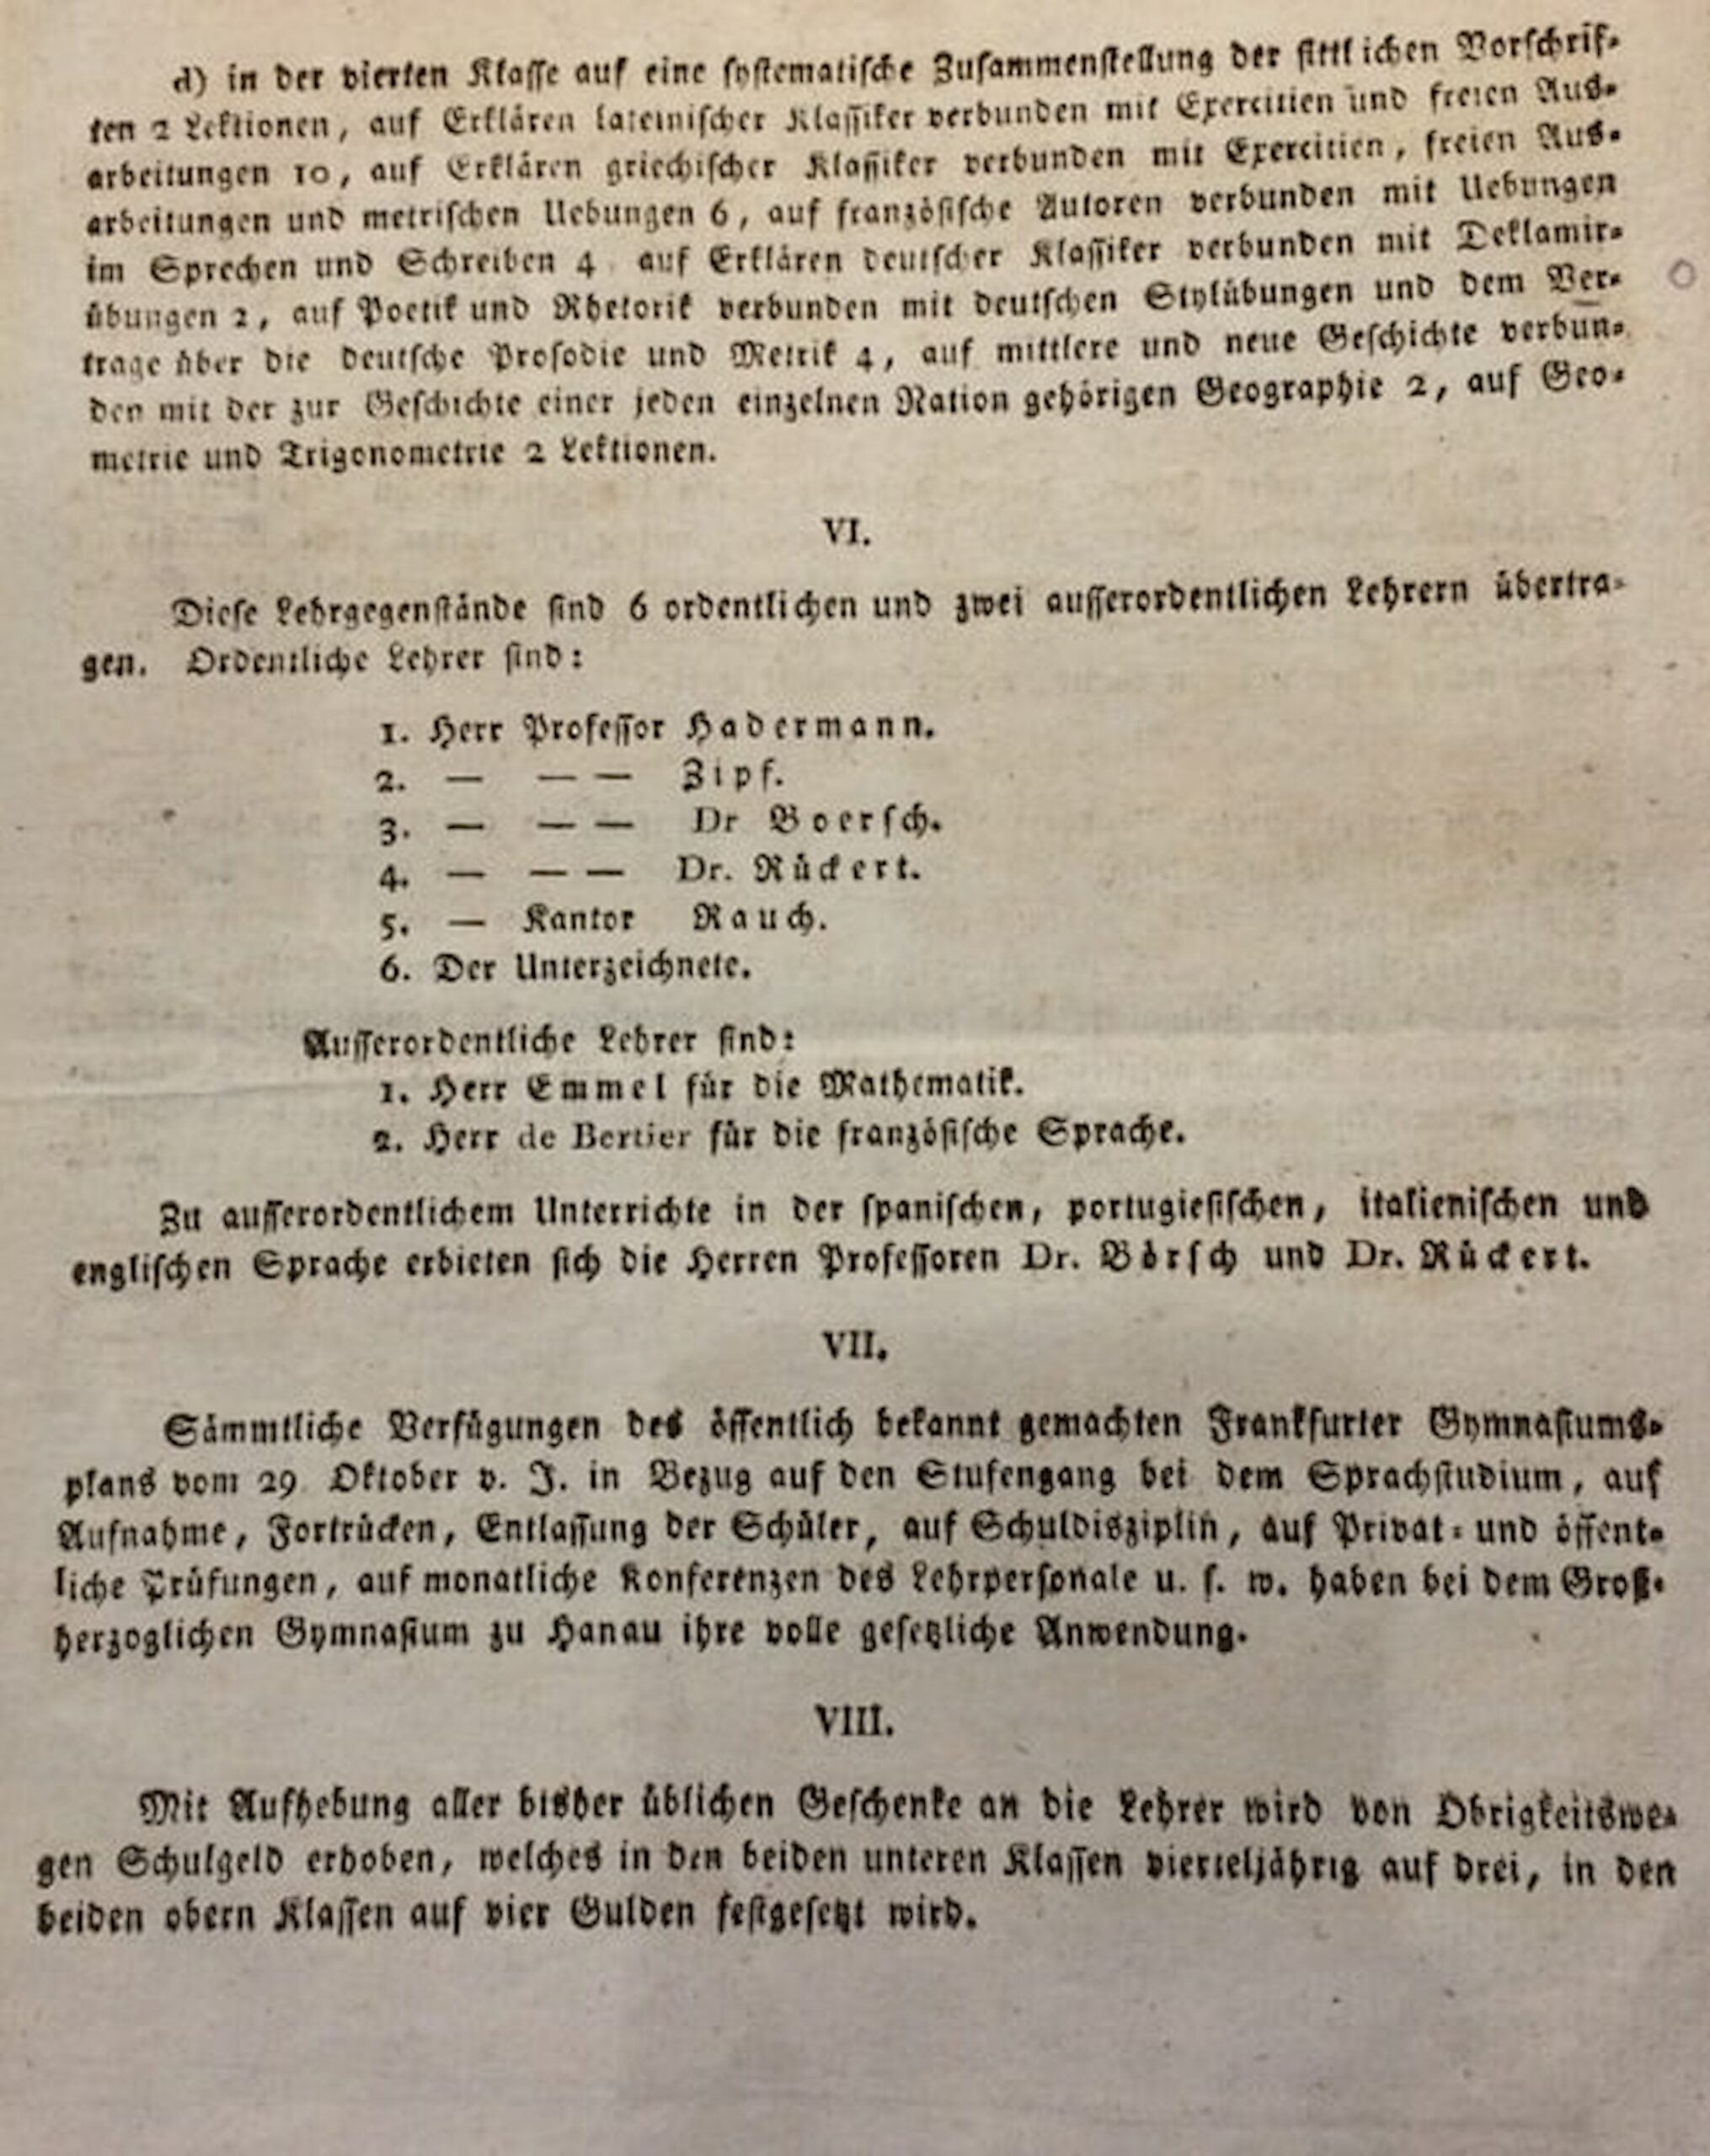 d) in der vierten Klasse auf eine systematische Zusammenstellung der sittlichen Vorschrif-
ten 2 Lektionen, auf Erklären lateinischer Klassiker verbunden mit Exercitien und freien Aus-
arbeitungen 10, auf Erklären griechischer Klassiker verbunden mit Exercitien, freien Aus-
arbeitungen und metrischen Uebungen 6, auf französische Autoren verbunden mit Uebungen
im Sprechen und Schreiben 4 auf Erklären deutscher Klassiker verbunden mit Deklamir-
übungen 2, auf Poetik und Rhetorik verbunden mit deutschen Stylübungen und dem Ver-
trage über die deutsche Prosodie und Metrik 4, auf mittlere und neue Geschichte verbun-
den mit der zur Geschichte einer jeden einzelnen Nation gehörigen Geographie 2, auf Geo-
metrie und Trigonometrie 2 Lektionen.
VI.
Diese Lehrgegenstände sind 6 ordentlichen und zwei ausserordentlichen Lehrern übertra-
gen. Ordentliche Lehrer sind:
1. Herr Professor Hadermann.
2. — — — Zipf.
3. — — — Dr Boersch.
4. — — — Dr. Rückert.
5. — Kantor Rauch.
6. Der Unterzeichnete.
Ausserordentliche Lehrer sind:
1. Herr Emmel für die Mathematik.
2. Herr de Bertier für die französische Sprache.
Zu ausserordentlichem Unterrichte in der spanischen, portugiesischen, italienischen und
englischen Sprache erbieten sich die Herren Professoren Dr. Börsch und Dr. Rückert.
VII.
Sämmtliche Verfügungen des öffentlich bekannt gemachten Frankfurter Gymnasiums-
plans vom 29 Oktober v. J. in Bezug auf den Stufengang bei dem Sprachstudium, auf
Aufnahme, Fortrücken, Entlassung der Schüler, auf Schuldisziplin, auf Privat- und öffent-
liche Prüfungen, auf monatliche Konferenzen des Lehrpersonale u. s. w. haben bei dem Groß-
herzoglichen Gymnasium zu Hanau ihre volle gesetzliche Anwendung.
VIII.
Mit Aufhebung aller bisher üblichen Geschenke an die Lehrer wird von Obrigkeitswe-
gen Schulgeld erhoben, welches in den beiden unteren Klassen vierteljährig auf drei, in den
beiden obern Klassen auf vier Gulden festgesetzt wird.